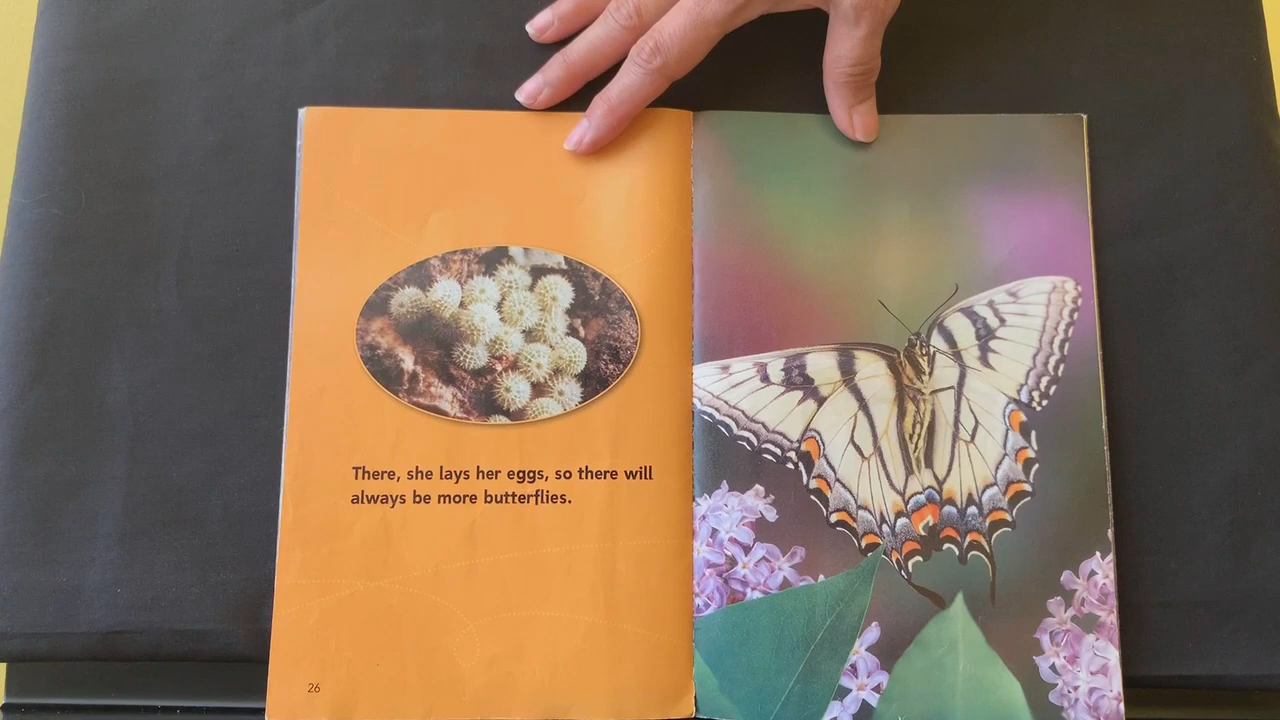 There, she lays her eggs, so there will
always be more butterflies.
26